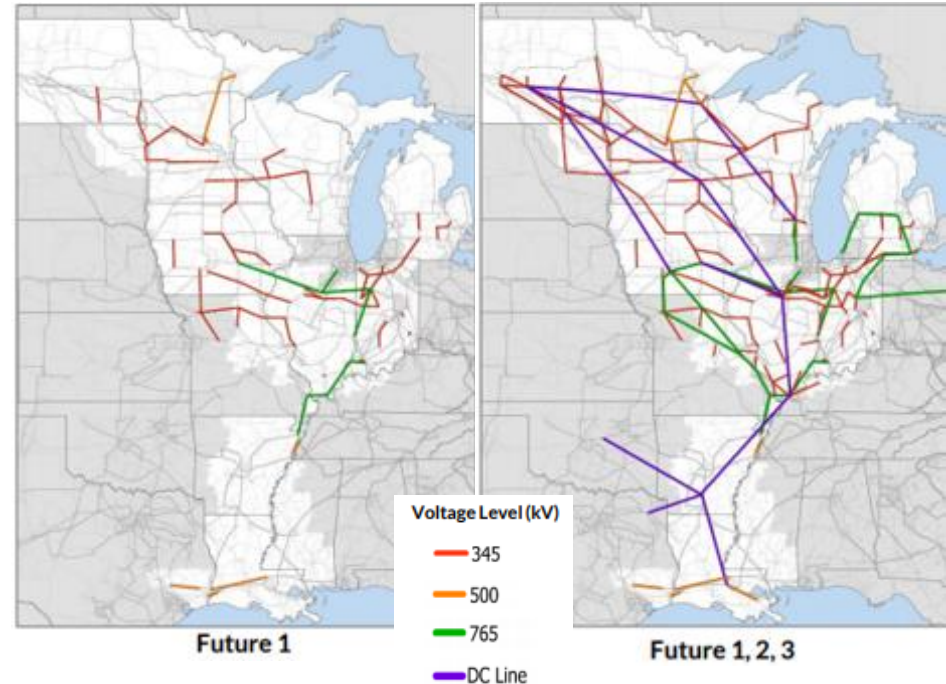 Voltage Level (kV)
345
500
765
DC Line
Future 1
Future 1, 2, 3